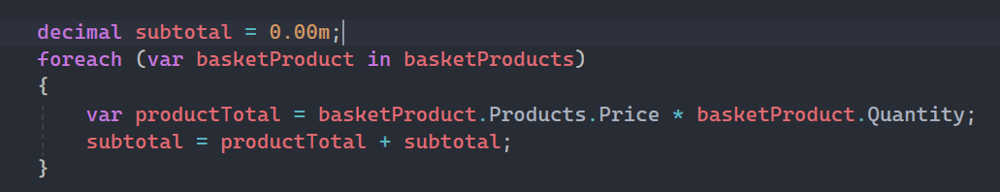 decimal subtotal = 0.00m;
foreach (var basketProduct in basketProducts)
{
    var productTotal = basketProduct.Products.Price * basketProduct.Quantity;
    subtotal = productTotal + subtotal;
}